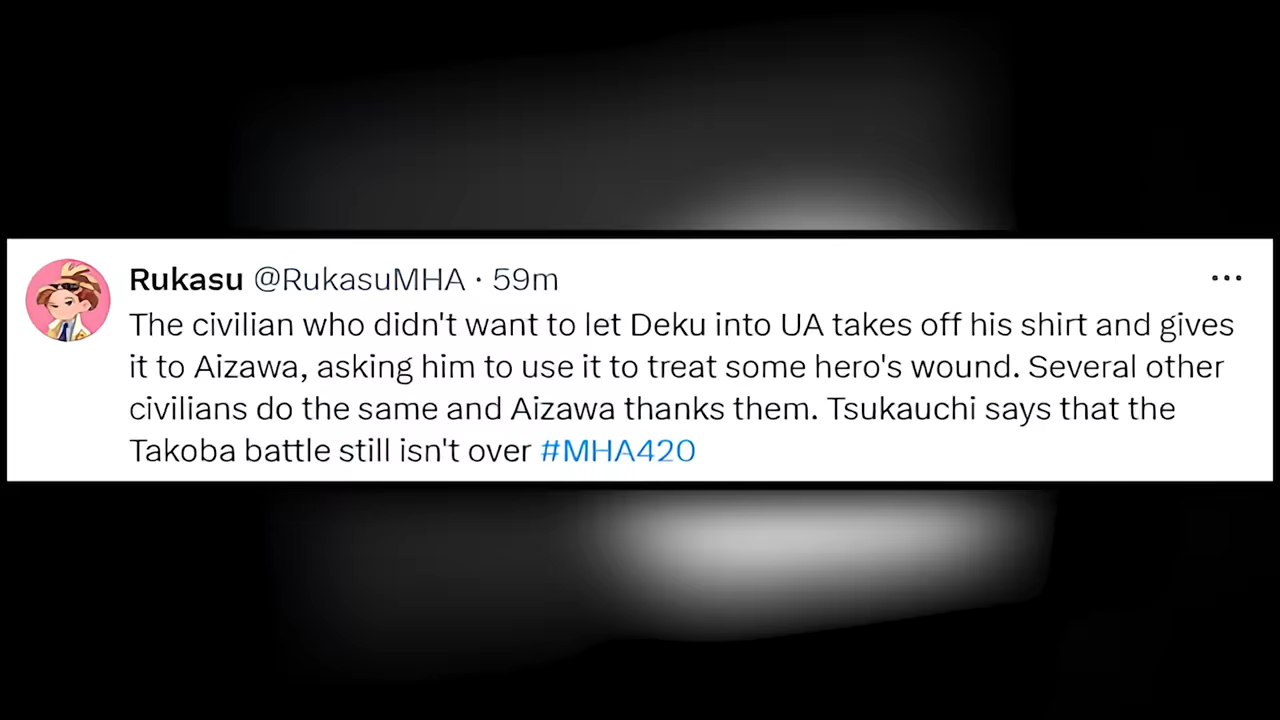 Rukasu @RukasuMHA · 59m
The civilian who didn't want to let Deku into UA takes off his shirt and gives
it to Aizawa, asking him to use it to treat some hero's wound. Several other
civilians do the same and Aizawa thanks them. Tsukauchi says that the
Takoba battle still isn't over #MHA420